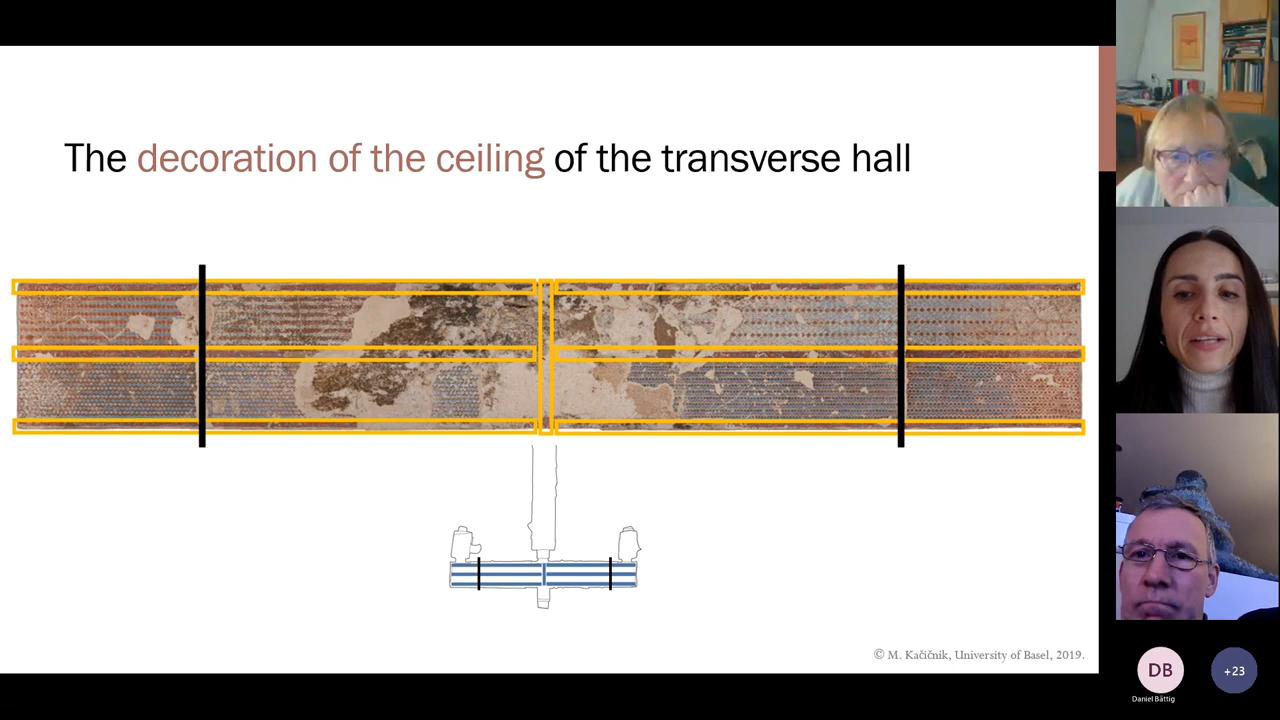 The decoration of the ceiling of the transverse hall
© M. Kačičnik, University of Basel, 2019.
DB
+23
Daniel Bättig